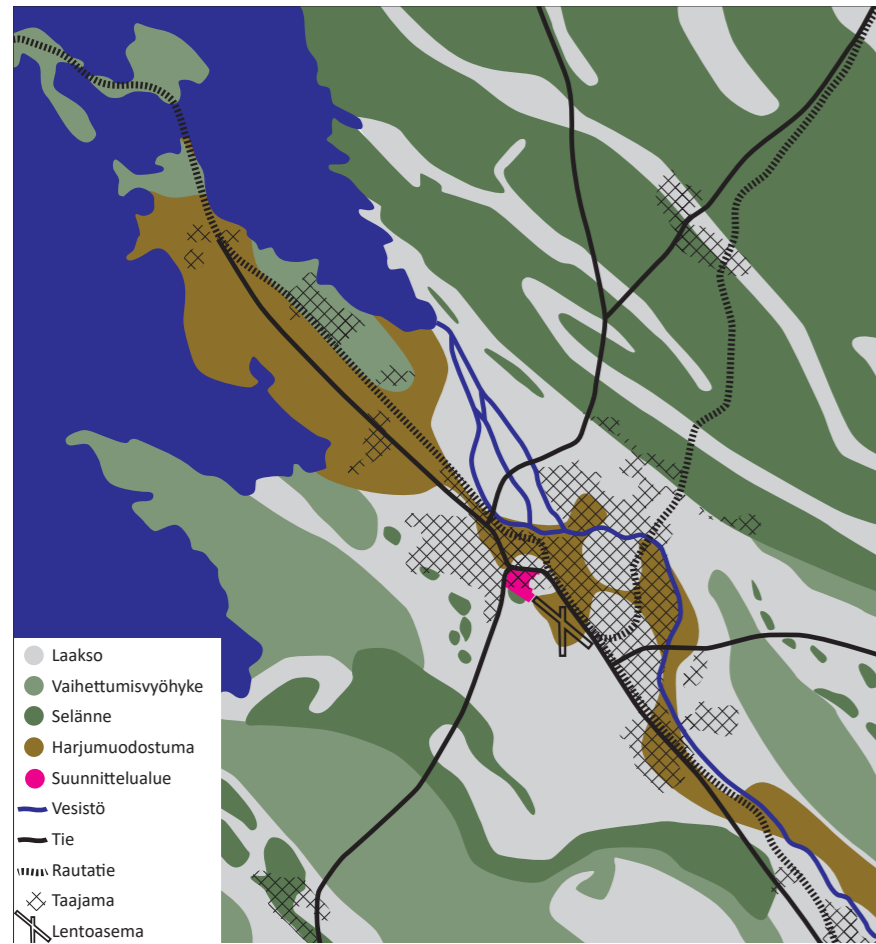 Laakso
Vaihettumisvyöhyke
Selänne
Harjumuodostuma
Suunnittelualue
Vesistö
Tie
Rautatie
Taajama
Lentoasema